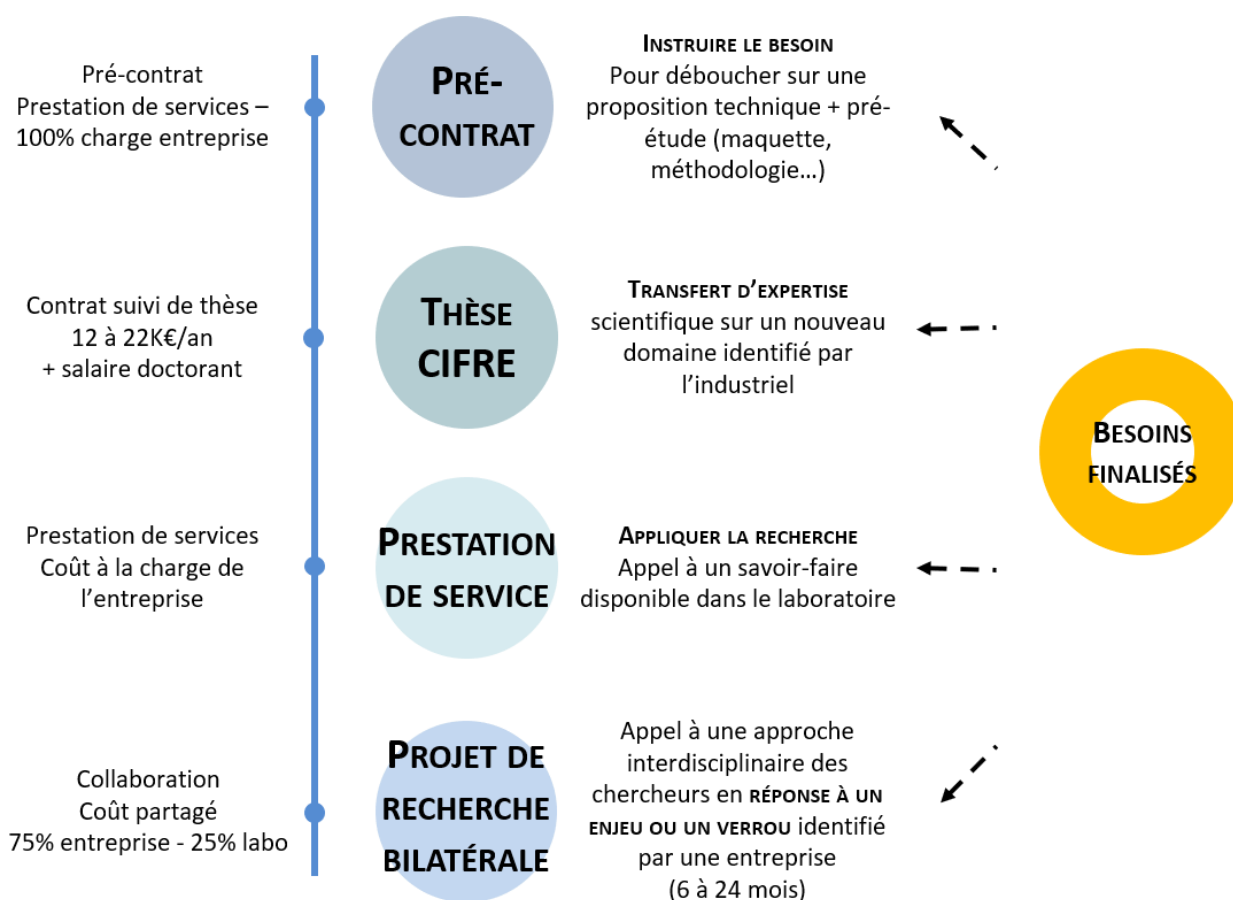 Pré-contrat
Prestation de services –
100% charge entreprise
PRÉ-
CONTRAT
INSTRUIRE LE BESOIN
Pour déboucher sur une
proposition technique + pré-
étude (maquette,
méthodologie…)
Contrat suivi de thèse
12 à 22K€/an
+ salaire doctorant
THÈSE
CIFRE
TRANSFERT D’EXPERTISE
scientifique sur un nouveau
domaine identifié par
l’industriel
BESOINS
FINALISÉS
Prestation de services
Coût à la charge de
l’entreprise
PRESTATION
DE SERVICE
APPLIQUER LA RECHERCHE
Appel à un savoir-faire
disponible dans le laboratoire
Collaboration
Coût partagé
75% entreprise - 25% labo
PROJET DE
RECHERCHE
BILATÉRALE
Appel à une approche
interdisciplinaire des
chercheurs en RÉPONSE À UN
ENJEU OU UN VERROU identifié
par une entreprise
(6 à 24 mois)